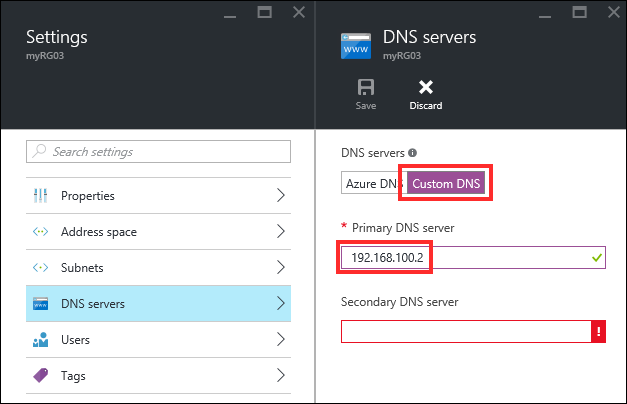 Settings
myRG03
Search settings
Properties
Address space
Subnets
DNS servers
Users
Tags
DNS servers
myRG03
WWW
Save
Discard
DNS servers
Azure DNS
Custom DNS
* Primary DNS server
192.168.100.2
Secondary DNS server
!